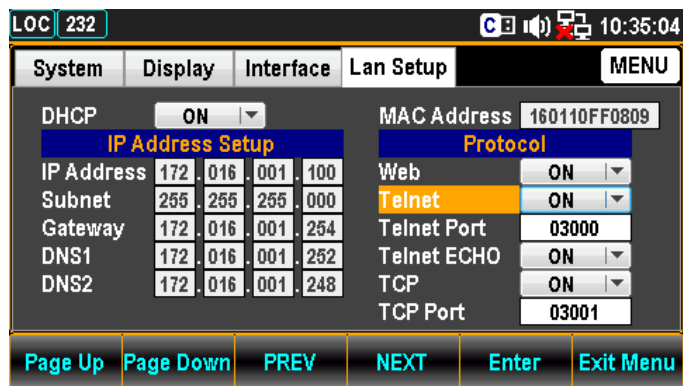 LOC 232 C 10:35:04
System Display Interface Lan Setup MENU
DHCP ON MAC Address 160110FF0809
IP Address Setup Protocol
IP Address 172 . 016 . 001 . 100 Web ON
Subnet 255 . 255 . 255 . 000 Telnet ON
Gateway 172 . 016 . 001 . 254 Telnet Port 03000
DNS1 172 . 016 . 001 . 252 Telnet ECHO ON
DNS2 172 . 016 . 001 . 248 TCP ON
TCP Port 03001
Page Up Page Down PREV NEXT Enter Exit Menu